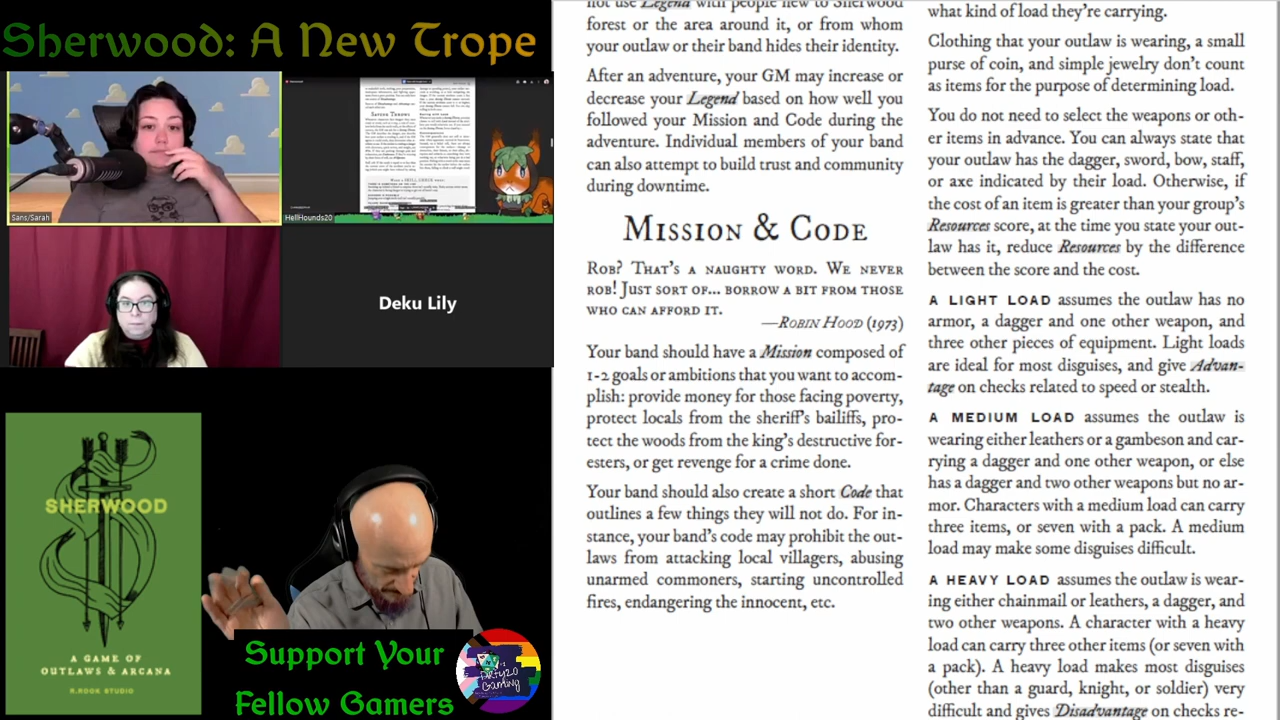 Sherwood: A New Trope
Sans/Sarah
HellHounds20
Deku Lily
SHERWOOD
A GAME OF
OUTLAWS & ARCANA
R.ROOK STUDIO
Support Your
Fellow Gamers
Dirty20
Gaming
not use Legend with people new to Sherwood
forest or the area around it, or from whom
your outlaw or their band hides their identity.
After an adventure, your GM may increase or
decrease your Legend based on how well you
followed your Mission and Code during the
adventure. Individual members of your band
can also attempt to build trust and community
during downtime.
Mission & Code
Rob? That's a naughty word. We never
rob! Just sort of... borrow a bit from those
who can afford it.
—Robin Hood (1973)
Your band should have a Mission composed of
1-2 goals or ambitions that you want to accom-
plish: provide money for those facing poverty,
protect locals from the sheriff's bailiffs, pro-
tect the woods from the king's destructive for-
esters, or get revenge for a crime done.
Your band should also create a short Code that
outlines a few things they will not do. For in-
stance, your band's code may prohibit the out-
laws from attacking local villagers, abusing
unarmed commoners, starting uncontrolled
fires, endangering the innocent, etc.
what kind of load they're carrying.
Clothing that your outlaw is wearing, a small
purse of coin, and simple jewelry don't count
as items for the purpose of determining load.
You do not need to select the weapons or oth-
er items in advance. You may always state that
your outlaw has the dagger, sword, bow, staff,
or axe indicated by their load. Otherwise, if
the cost of an item is greater than your group's
Resources score, at the time you state your out-
law has it, reduce Resources by the difference
between the score and the cost.
A LIGHT LOAD assumes the outlaw has no
armor, a dagger and one other weapon, and
three other pieces of equipment. Light loads
are ideal for most disguises, and give Advan-
tage on checks related to speed or stealth.
A MEDIUM LOAD assumes the outlaw is
wearing either leathers or a gambeson and car-
rying a dagger and one other weapon, or else
has a dagger and two other weapons but no ar-
mor. Characters with a medium load can carry
three items, or seven with a pack. A medium
load may make some disguises difficult.
A HEAVY LOAD assumes the outlaw is wear-
ing either chainmail or leathers, a dagger, and
two other weapons. A character with a heavy
load can carry three other items (or seven with
a pack). A heavy load makes most disguises
(other than a guard, knight, or soldier) very
difficult and gives Disadvantage on checks re-